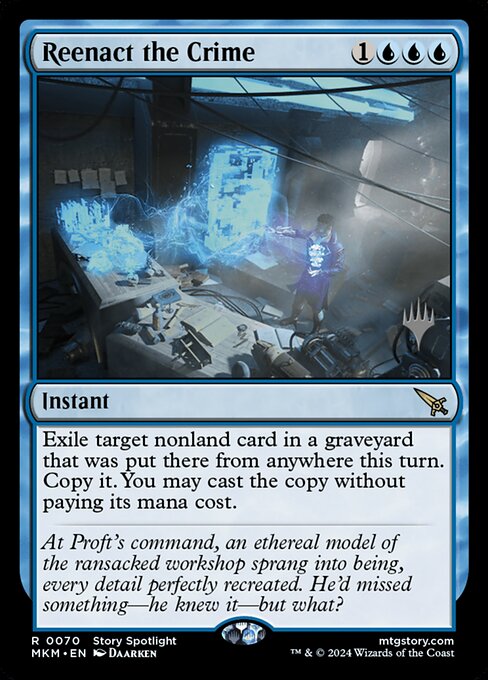 Reenact the Crime 1
Instant
Exile target nonland card in a graveyard
that was put there from anywhere this turn.
Copy it. You may cast the copy without
paying its mana cost.
At Proft's command, an ethereal model of
the ransacked workshop sprang into being,
every detail perfectly recreated. He'd missed
something—he knew it—but what?
R 0070 Story Spotlight mtgstory.com
MKM • EN Daarken ™ & © 2024 Wizards of the Coast